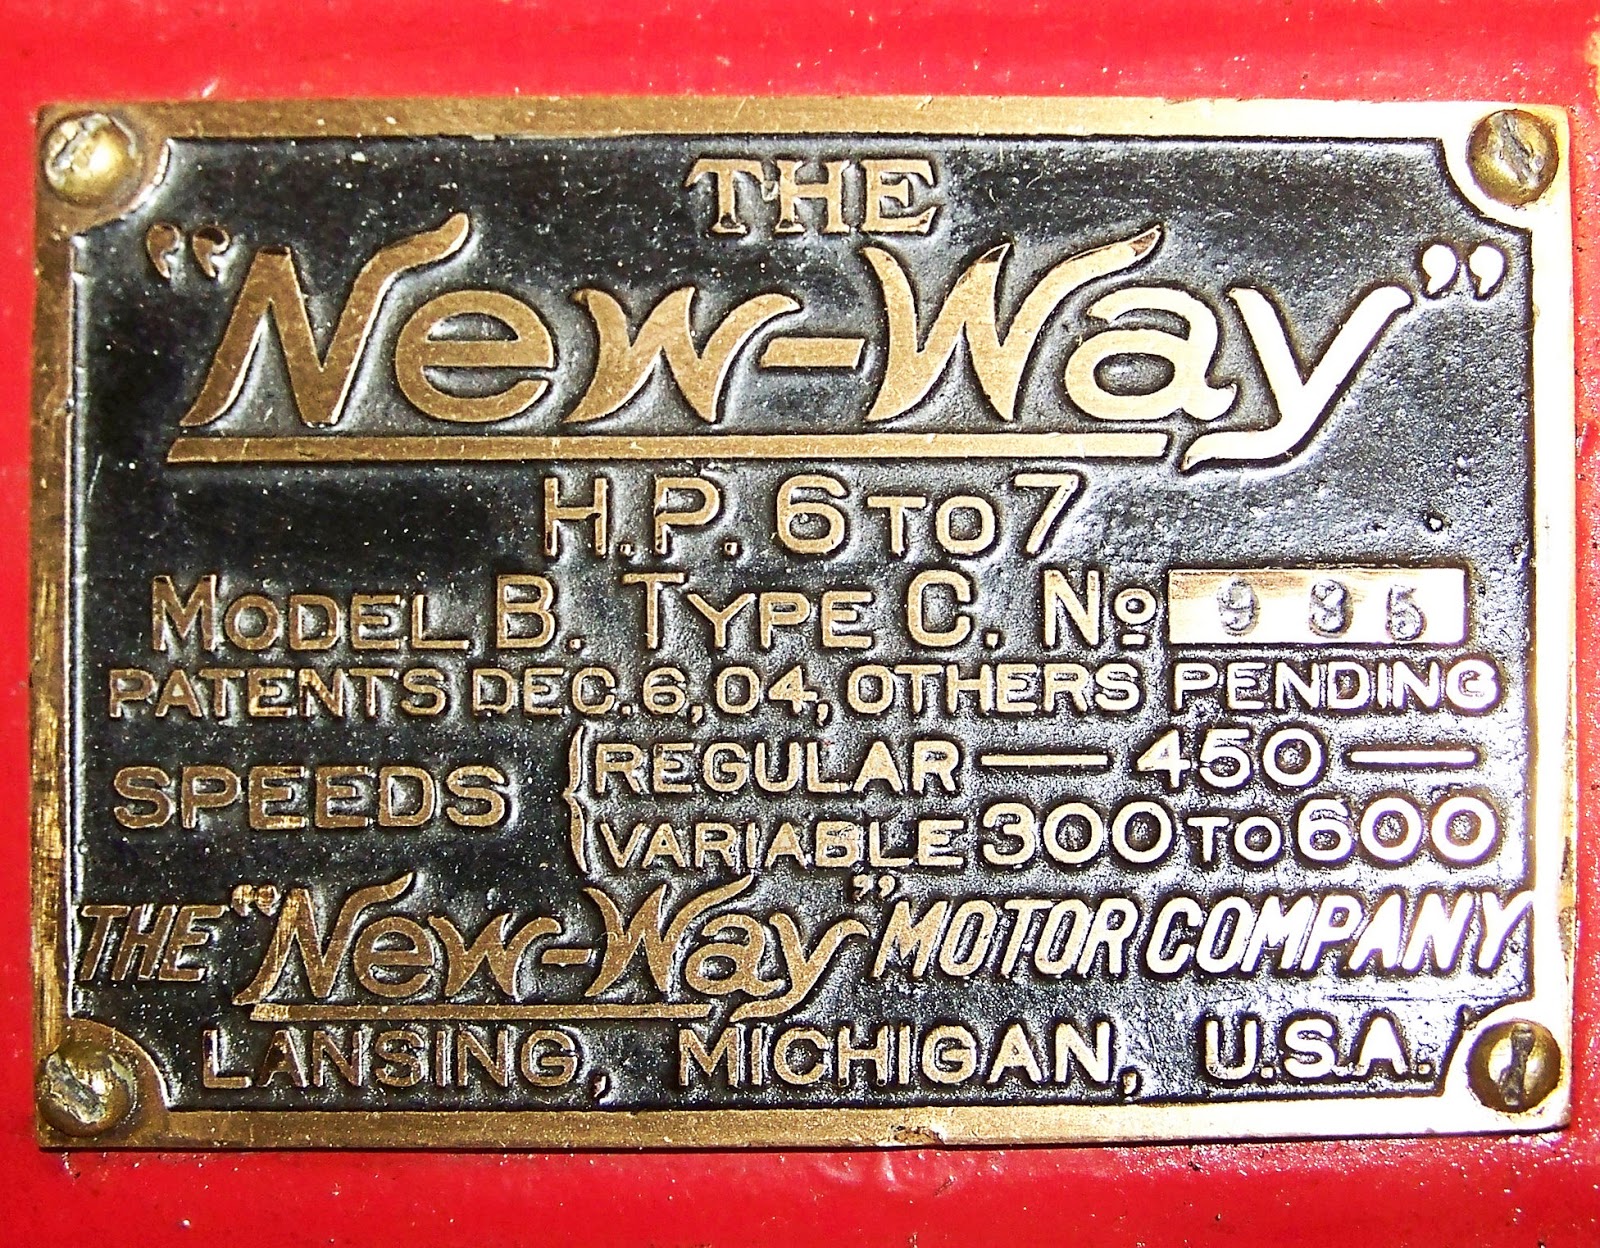 THE
"New-Way"
H.P. 6 TO 7
MODEL B. TYPE C. No 935
PATENTS DEC. 6, 04, OTHERS PENDING
SPEEDS { REGULAR — 450 —
VARIABLE 300 TO 600
THE "New-Way" MOTOR COMPANY
LANSING, MICHIGAN, U.S.A.